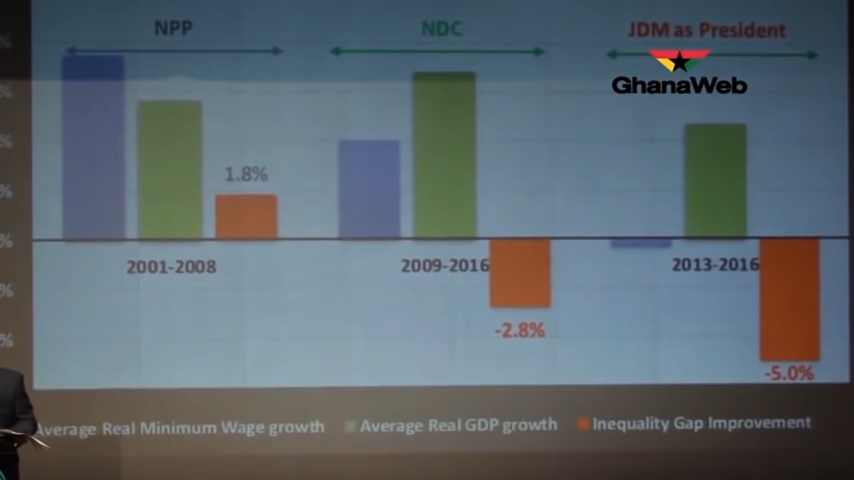 NPP
NDC
JDM as President
GhanaWeb
%
%
1.8%
%
%
%
2001-2008
2009-2016
2013-2016
%
-2.8%
%
-5.0%
Average Real Minimum Wage growth
Average Real GDP growth
Inequality Gap Improvement